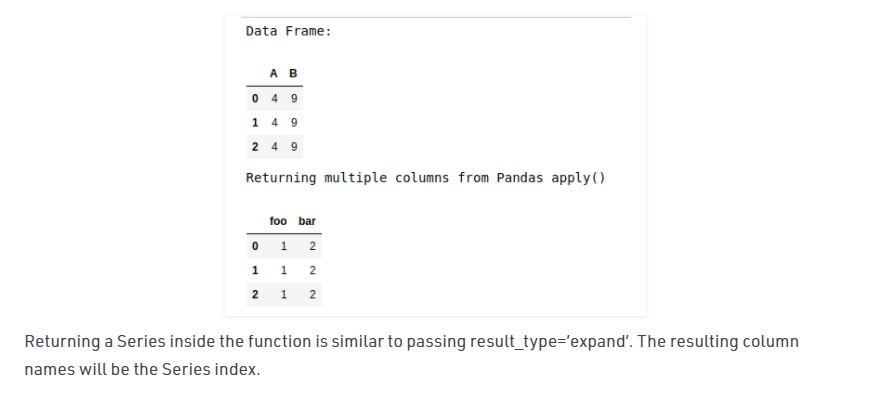 Data Frame:
A B
0 4 9
1 4 9
2 4 9
Returning multiple columns from Pandas apply()
foo bar
0 1 2
1 1 2
2 1 2
Returning a Series inside the function is similar to passing result_type='expand'. The resulting column
names will be the Series index.